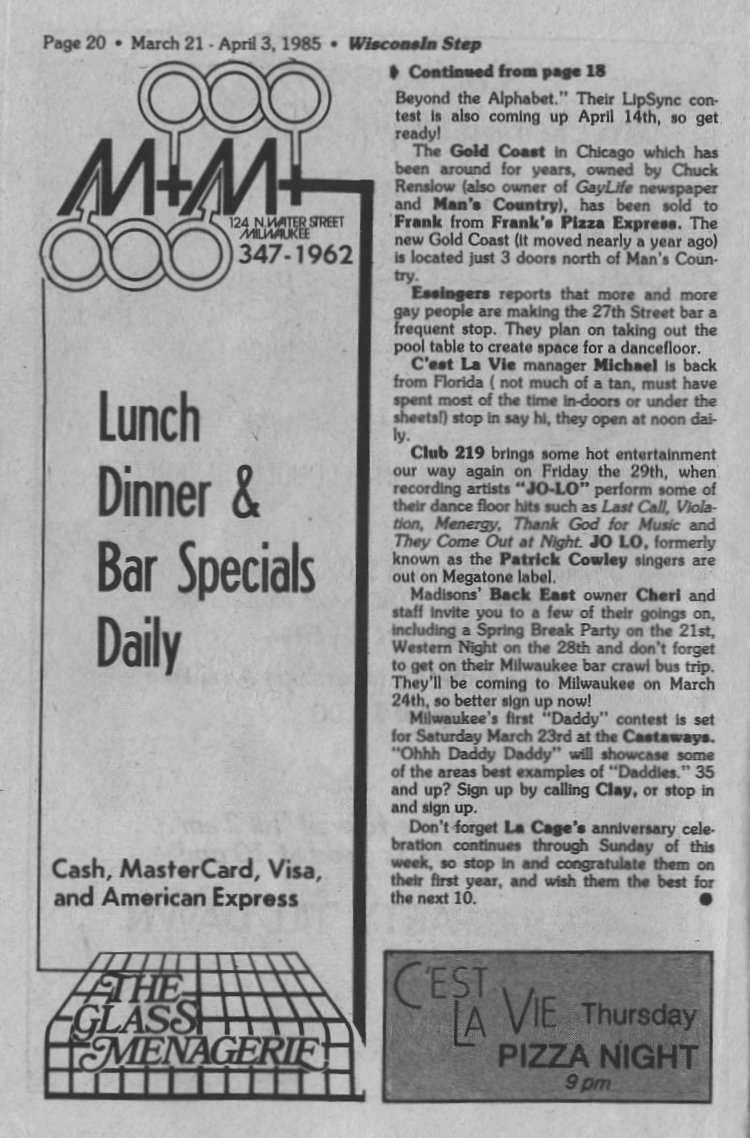 Page 20 • March 21 - April 3, 1985 • Wisconsin Step
M+M+
124 N. WATER STREET
MILWAUKEE
347-1962
Lunch
Dinner &
Bar Specials
Daily
Cash, MasterCard, Visa,
and American Express
THE
GLASS
MENAGERIE
Continued from page 18
Beyond the Alphabet." Their LipSync con-
test is also coming up April 14th, so get
ready!
The Gold Coast in Chicago which has
been around for years, owned by Chuck
Renslow (also owner of GayLife newspaper
and Man's Country), has been sold to
Frank from Frank's Pizza Express. The
new Gold Coast (it moved nearly a year ago)
is located just 3 doors north of Man's Coun-
try.
Essingers reports that more and more
gay people are making the 27th Street bar a
frequent stop. They plan on taking out the
pool table to create space for a dancefloor.
C'est La Vie manager Michael is back
from Florida ( not much of a tan, must have
spent most of the time in-doors or under the
sheets!) stop in say hi, they open at noon dai-
ly.
Club 219 brings some hot entertainment
our way again on Friday the 29th, when
recording artists "JO-LO" perform some of
their dance floor hits such as Last Call, Viola-
tion, Menergy, Thank God for Music and
They Come Out at Night. JO LO, formerly
known as the Patrick Cowley singers are
out on Megatone label.
Madisons' Back East owner Cheri and
staff invite you to a few of their goings on,
including a Spring Break Party on the 21st,
Western Night on the 28th and don't forget
to get on their Milwaukee bar crawl bus trip.
They'll be coming to Milwaukee on March
24th, so better sign up now!
Milwaukee's first "Daddy" contest is set
for Saturday March 23rd at the Castaways.
"Ohhh Daddy Daddy" will showcase some
of the areas best examples of "Daddies." 35
and up? Sign up by calling Clay, or stop in
and sign up.
Don't forget La Cage's anniversary cele-
bration continues through Sunday of this
week, so stop in and congratulate them on
their first year, and wish them the best for
the next 10.
C'EST
LA VIE Thursday
PIZZA NIGHT
9 pm